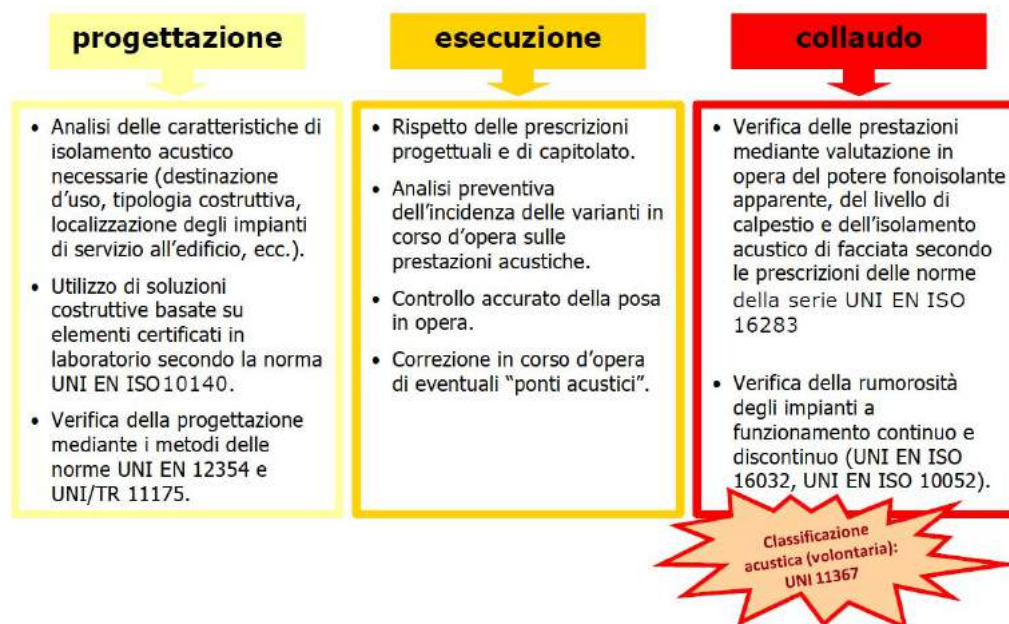 progettazione
• Analisi delle caratteristiche di
isolamento acustico
necessarie (destinazione
d'uso, tipologia costruttiva,
localizzazione degli impianti
di servizio all'edificio, ecc.).
• Utilizzo di soluzioni
costruttive basate su
elementi certificati in
laboratorio secondo la norma
UNI EN ISO10140.
• Verifica della progettazione
mediante i metodi delle
norme UNI EN 12354 e
UNI/TR 11175.
esecuzione
• Rispetto delle prescrizioni
progettuali e di capitolato.
• Analisi preventiva
dell'incidenza delle varianti in
corso d'opera sulle
prestazioni acustiche.
• Controllo accurato della posa
in opera.
• Correzione in corso d'opera
di eventuali “ponti acustici”.
collaudo
• Verifica delle prestazioni
mediante valutazione in
opera del potere fonoisolante
apparente, del livello di
calpestio e dell'isolamento
acustico di facciata secondo
le prescrizioni delle norme
della serie UNI EN ISO
16283
• Verifica della rumorosità
degli impianti a
funzionamento continuo e
discontinuo (UNI EN ISO
16032, UNI EN ISO 10052).
Classificazione
acustica (volontaria):
UNI 11367